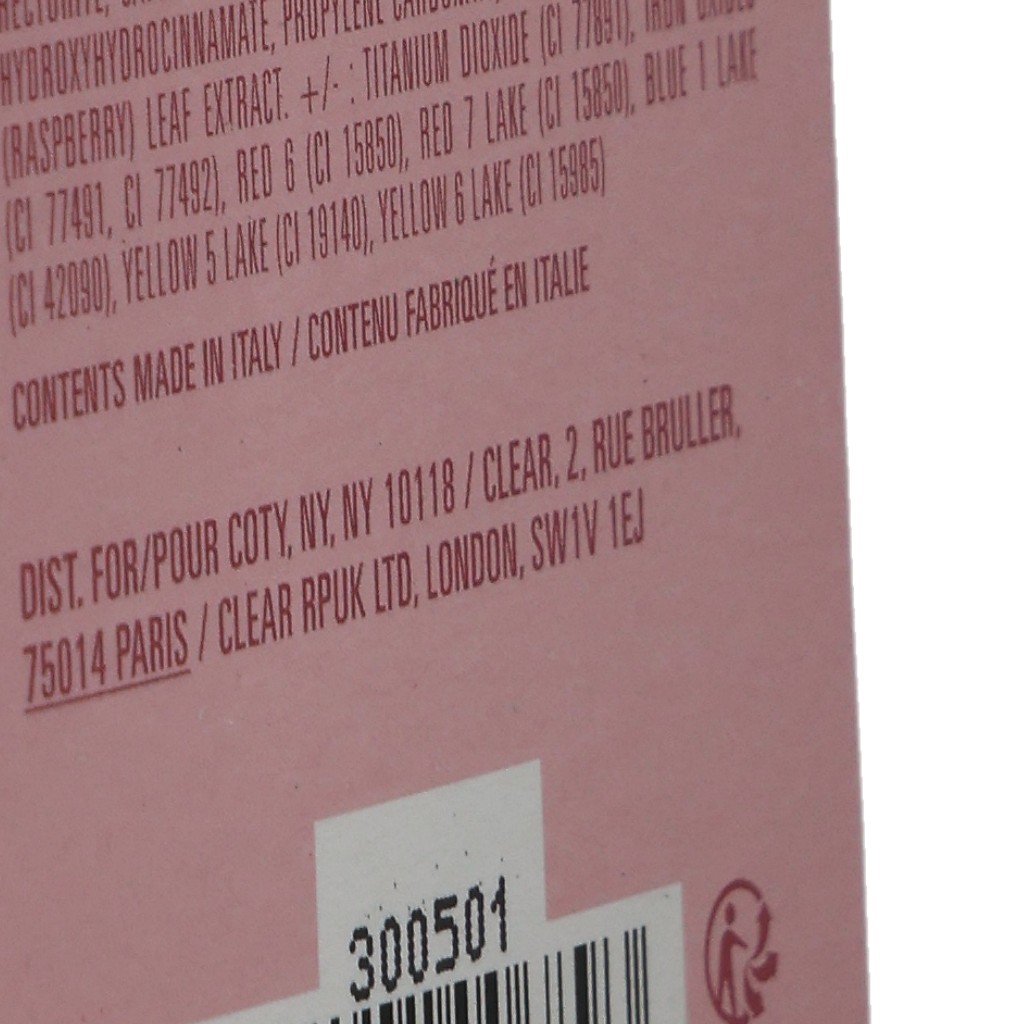 HYDROXYHYDROCINNAMATE, PROPYLENE CARBONATE,
(RASPBERRY) LEAF EXTRACT. +/- : TITANIUM DIOXIDE (CI 77891), IRON OXIDES
(CI 77491, CI 77492), RED 6 (CI 15850), RED 7 LAKE (CI 15850), BLUE 1 LAKE
(CI 42090), YELLOW 5 LAKE (CI 19140), YELLOW 6 LAKE (CI 15985)
CONTENTS MADE IN ITALY / CONTENU FABRIQUÉ EN ITALIE
DIST. FOR/POUR COTY, NY, NY 10118 / CLEAR, 2, RUE BRULLER,
75014 PARIS / CLEAR RPUK LTD, LONDON, SW1V 1EJ
300501